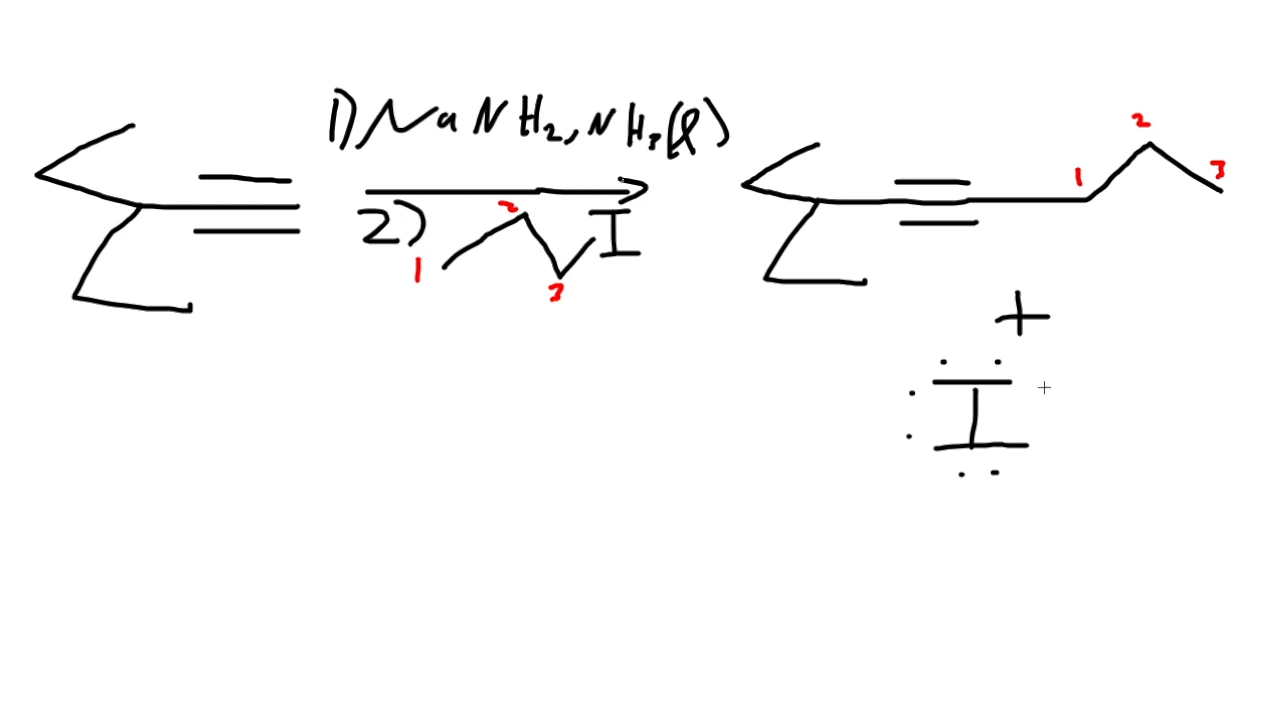 1) NaNH2, NH3(l)
2) I
1 2 3
1 2 3
+
I